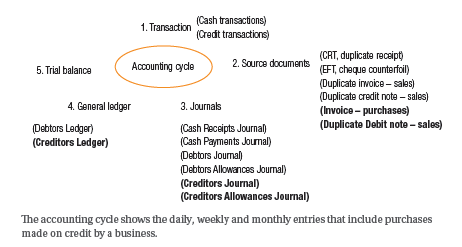 1. Transaction
(Cash transactions)
(Credit transactions)
Accounting cycle
2. Source documents
(CRT, duplicate receipt)
(EFT, cheque counterfoil)
(Duplicate invoice – sales)
(Duplicate credit note – sales)
(Invoice – purchases)
(Duplicate Debit note – sales)
3. Journals
(Cash Receipts Journal)
(Cash Payments Journal)
(Debtors Journal)
(Debtors Allowances Journal)
(Creditors Journal)
(Creditors Allowances Journal)
4. General ledger
(Debtors Ledger)
(Creditors Ledger)
5. Trial balance
The accounting cycle shows the daily, weekly and monthly entries that include purchases
made on credit by a business.